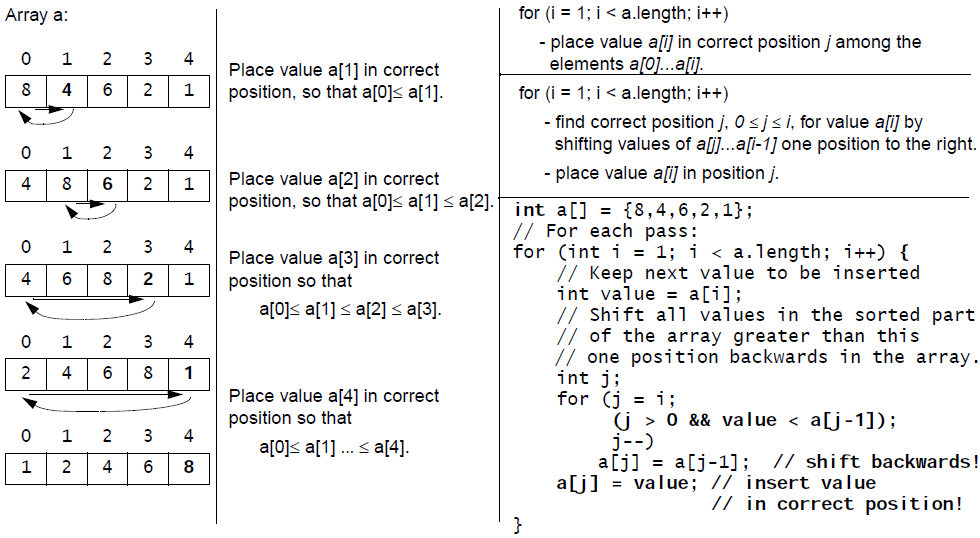 Array a:
0 1 2 3 4
8 4 6 2 1
0 1 2 3 4
4 8 6 2 1
0 1 2 3 4
4 6 8 2 1
0 1 2 3 4
2 4 6 8 1
0 1 2 3 4
1 2 4 6 8
Place value a[1] in correct
position, so that a[0]≤ a[1].
Place value a[2] in correct
position, so that a[0]≤ a[1] ≤ a[2].
Place value a[3] in correct
position so that
a[0]≤ a[1] ≤ a[2] ≤ a[3].
Place value a[4] in correct
position so that
a[0]≤ a[1] ... ≤ a[4].
for (i = 1; i < a.length; i++)
- place value a[i] in correct position j among the
elements a[0]...a[i].
for (i = 1; i < a.length; i++)
- find correct position j, 0 ≤ j ≤ i, for value a[i] by
shifting values of a[j]...a[i-1] one position to the right.
- place value a[i] in position j.
int a[] = {8,4,6,2,1};
// For each pass:
for (int i = 1; i < a.length; i++) {
// Keep next value to be inserted
int value = a[i];
// Shift all values in the sorted part
// of the array greater than this
// one position backwards in the array.
int j;
for (j = i;
(j > 0 && value < a[j-1]);
j--)
a[j] = a[j-1]; // shift backwards!
a[j] = value; // insert value
// in correct position!
}